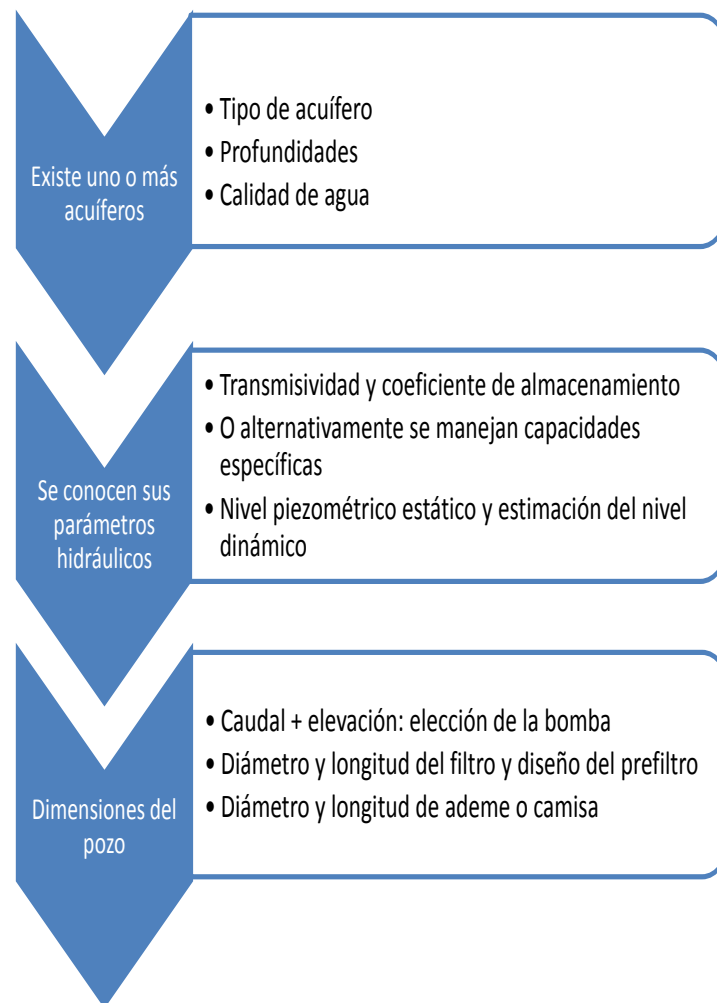 Existe uno o más
acuíferos
• Tipo de acuífero
• Profundidades
• Calidad de agua
Se conocen sus
parámetros
hidráulicos
• Transmisividad y coeficiente de almacenamiento
• O alternativamente se manejan capacidades
específicas
• Nivel piezométrico estático y estimación del nivel
dinámico
Dimensiones del
pozo
• Caudal + elevación: elección de la bomba
• Diámetro y longitud del filtro y diseño del prefiltro
• Diámetro y longitud de ademe o camisa